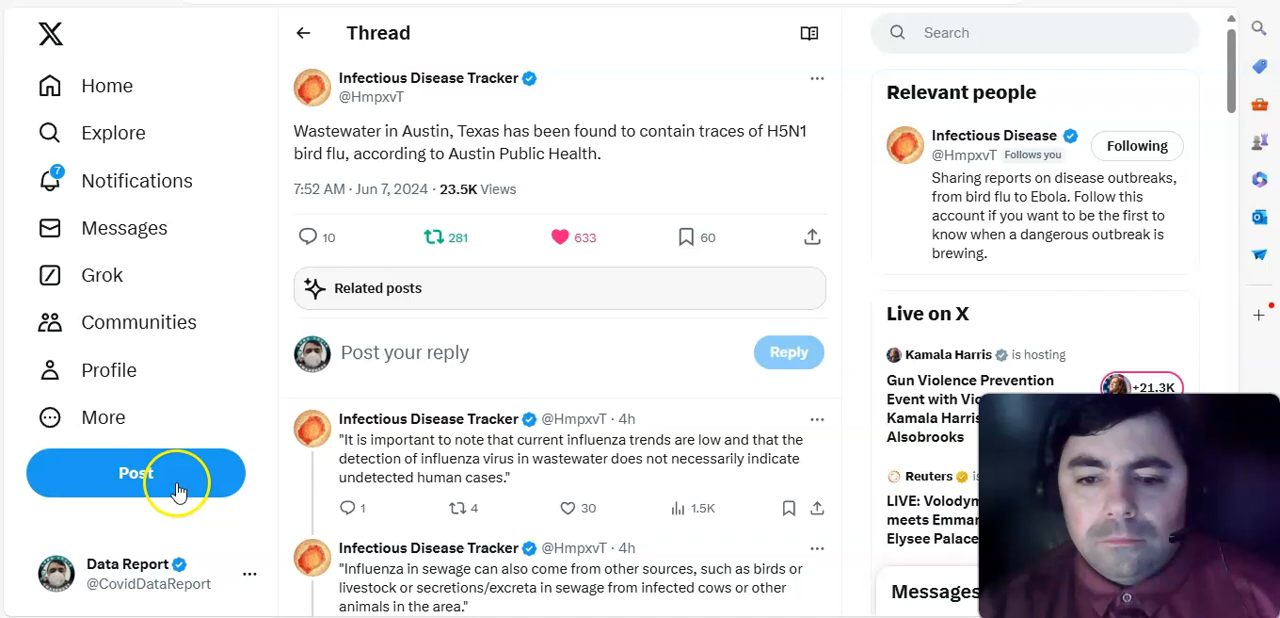 Home
Explore
7
Notifications
Messages
Grok
Communities
Profile
More
Post
Data Report
@CovidDataReport
Thread
Infectious Disease Tracker
@HmpxvT
Wastewater in Austin, Texas has been found to contain traces of H5N1
bird flu, according to Austin Public Health.
7:52 AM · Jun 7, 2024 · 23.5K Views
10 281 633 60
Related posts
Post your reply
Reply
Infectious Disease Tracker @HmpxvT · 4h
"It is important to note that current influenza trends are low and that the
detection of influenza virus in wastewater does not necessarily indicate
undetected human cases."
1 4 30 1.5K
Infectious Disease Tracker @HmpxvT · 4h
"Influenza in sewage can also come from other sources, such as birds or
livestock or secretions/excreta in sewage from infected cows or other
animals in the area."
Search
Relevant people
Infectious Disease
@HmpxvT Follows you
Following
Sharing reports on disease outbreaks,
from bird flu to Ebola. Follow this
account if you want to be the first to
know when a dangerous outbreak is
brewing.
Live on X
Kamala Harris is hosting
Gun Violence Prevention
Event with Vic
Kamala Harris
Alsobrooks
+21.3K
Reuters is
LIVE: Volody
meets Emman
Elysee Palace
Messages